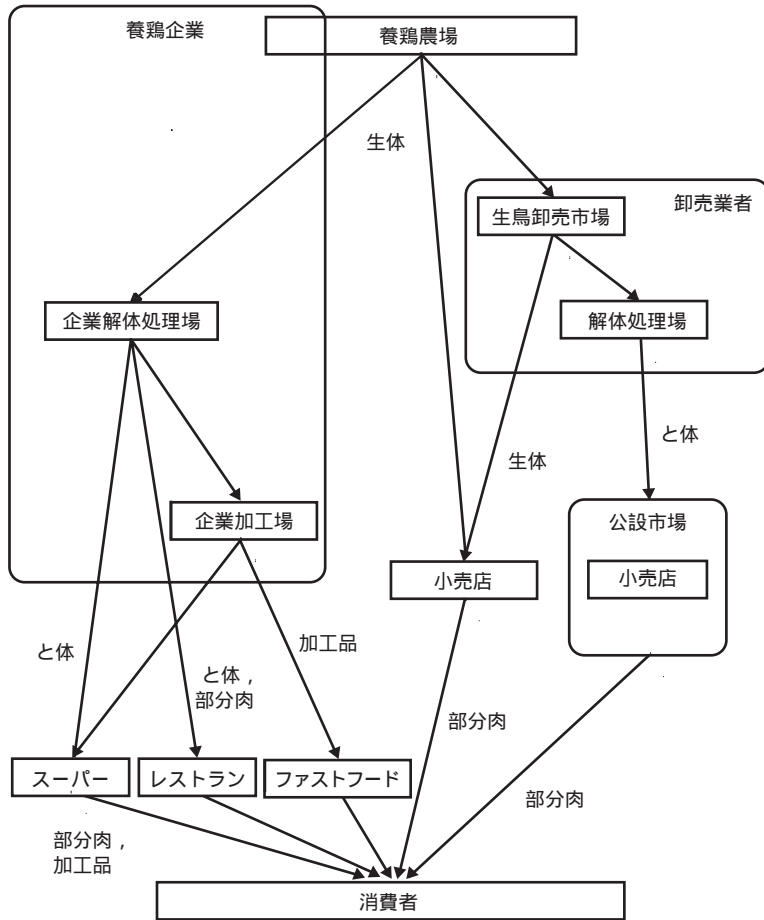 養鶏企業
養鶏農場
生体
卸売業者
生鳥卸売市場
企業解体処理場
解体処理場
と体
生体
企業加工場
公設市場
小売店
小売店
加工品
と体
と体，
部分肉
部分肉
スーパー
レストラン
ファストフード
部分肉
部分肉，
加工品
消費者